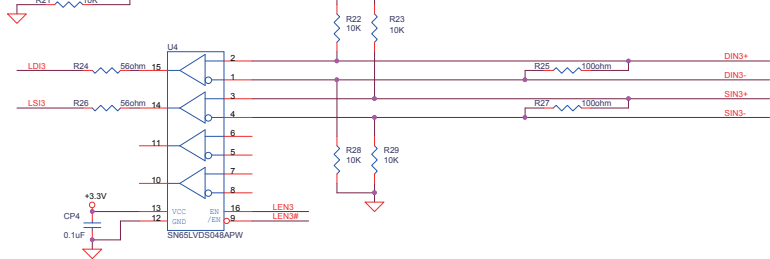 R21 10K
R22 10K
R23 10K
U4
LDI3 R24 56ohm 15 2 DIN3+
1 R25 100ohm DIN3-
LSI3 R26 56ohm 14 3 SIN3+
4 R27 100ohm SIN3-
11 6
5
R28 10K
R29 10K
10 7
8
+3.3V
CP4
0.1uF
13 VCC EN 16 LEN3
12 GND /EN 9 LEN3#
SN65LVDS048APW